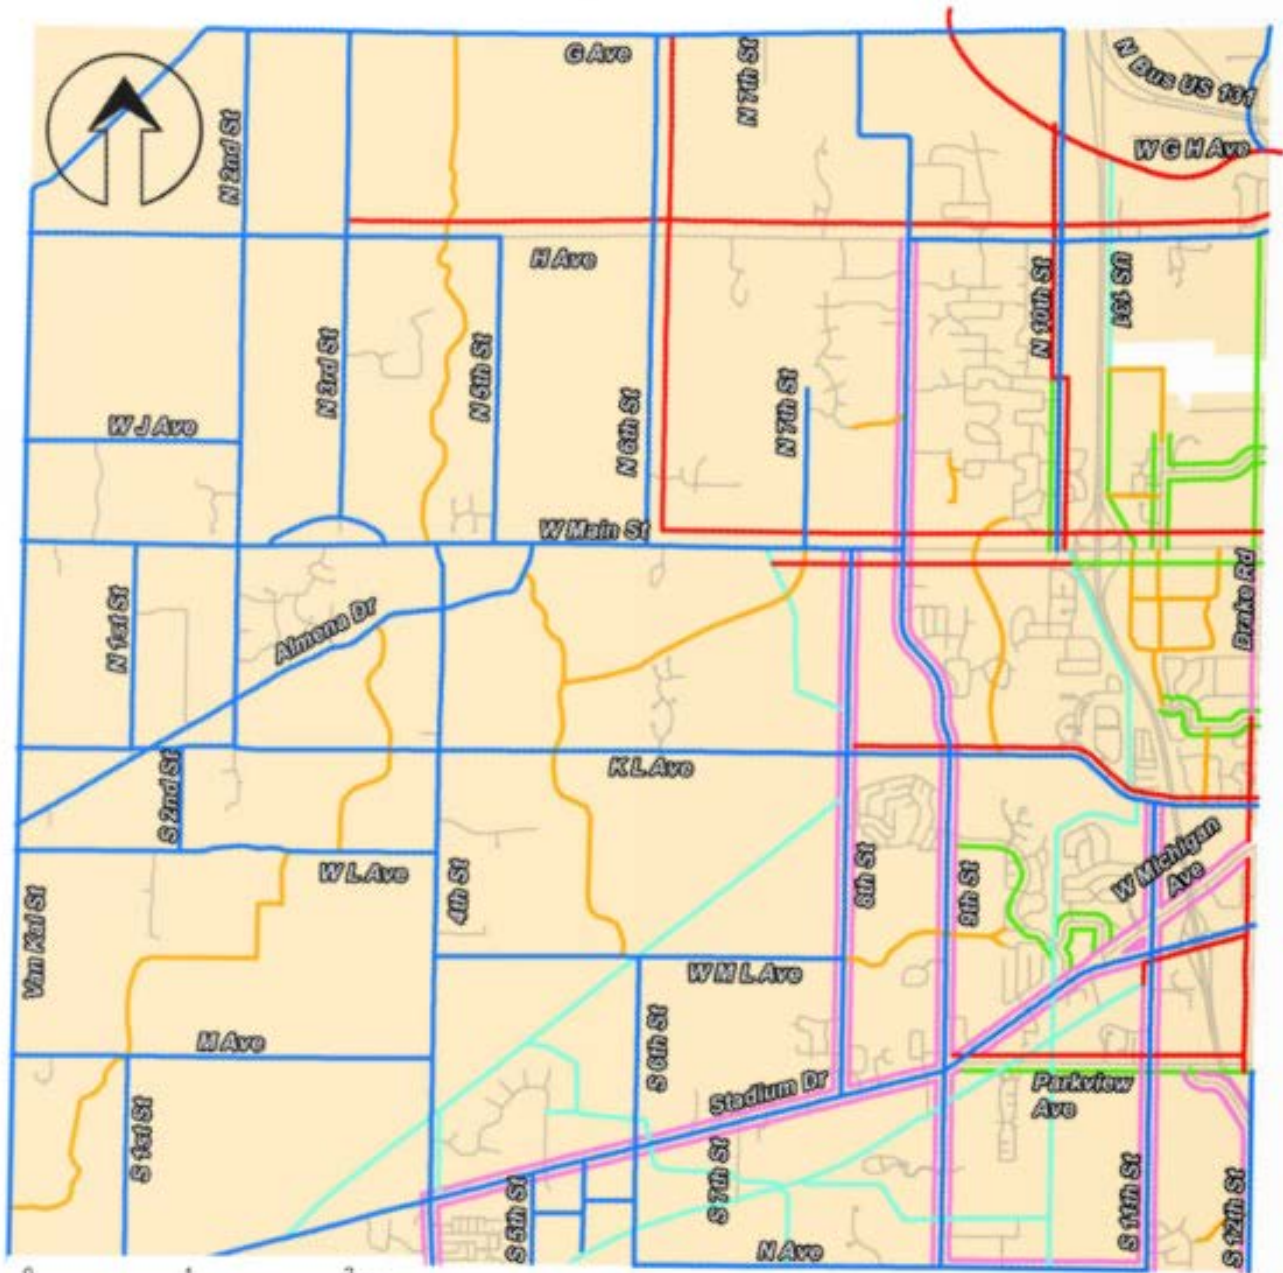 G Ave
N 7th St
N Bus US 131
W G H Ave
N 2nd St
H Ave
N 10th St
US 131
N 3rd St
N 5th St
N 6th St
N 7th St
W J Ave
W Main St
N 1st St
Almena Dr
Drake Rd
K L Ave
S 2nd St
W L Ave
4th St
8th St
9th St
W Michigan
Ave
Van Kal St
W M L Ave
M Ave
S 6th St
Stadium Dr
Parkview
Ave
S 1st St
S 5th St
S 7th St
N Ave
S 11th St
S 12th St